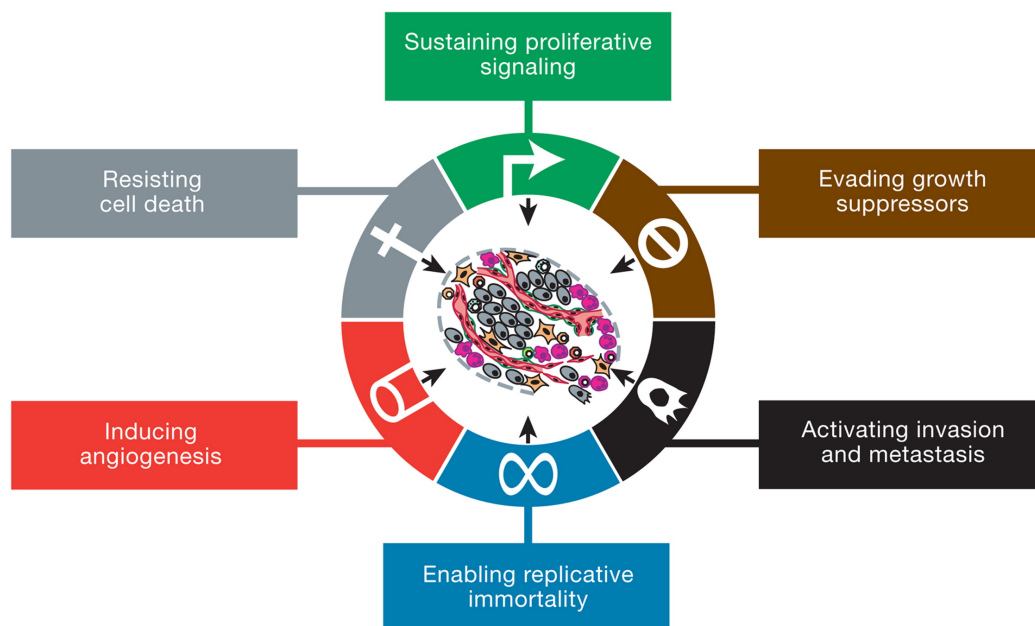 Sustaining proliferative
signaling
Resisting
cell death
Evading growth
suppressors
Inducing
angiogenesis
Activating invasion
and metastasis
Enabling replicative
immortality